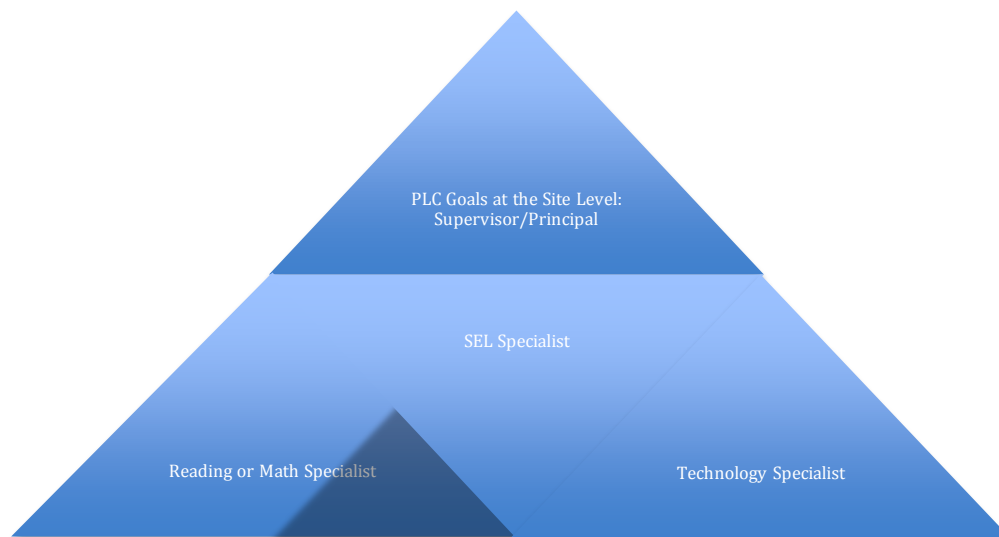 PLC Goals at the Site Level:
Supervisor/Principal
SEL Specialist
Reading or Math Specialist
Technology Specialist